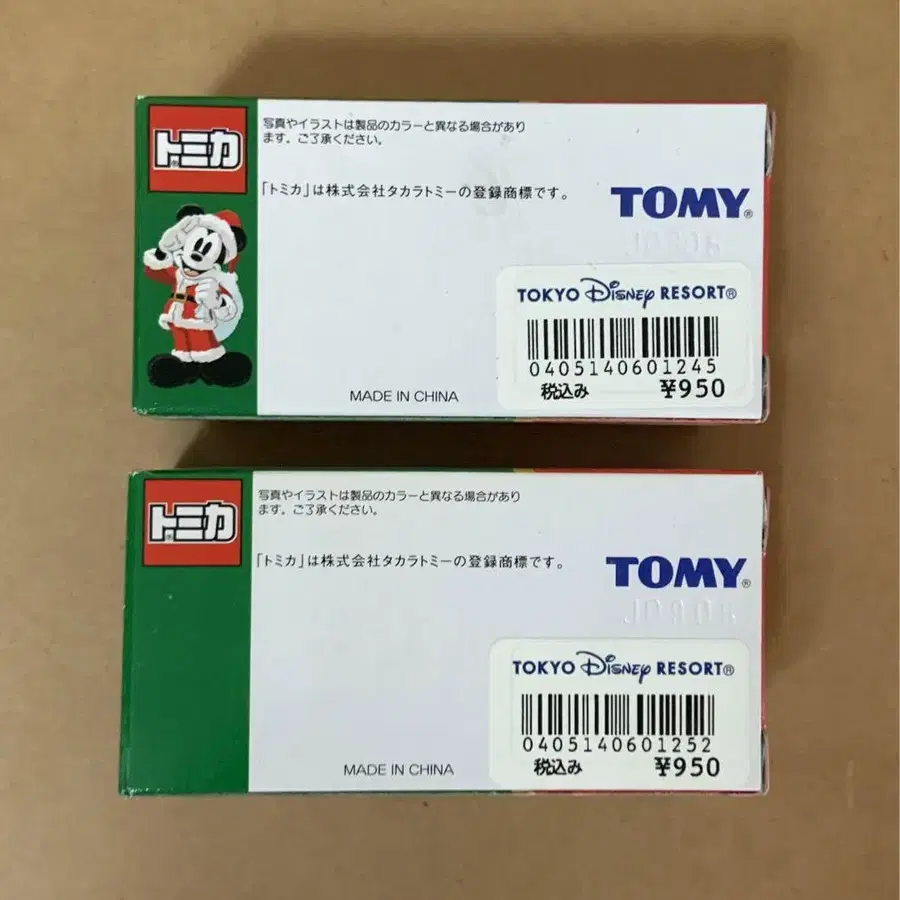 トミカ
写真やイラストは製品のカラーと異なる場合があり
ます。ご了承ください。
「トミカ」は株式会社タカラトミーの登録商標です。
TOMY®
TOKYO Disney RESORT®
0405140601245
税込み ¥950
MADE IN CHINA
トミカ
写真やイラストは製品のカラーと異なる場合があり
ます。ご了承ください。
「トミカ」は株式会社タカラトミーの登録商標です。
TOMY®
TOKYO Disney RESORT®
0405140601252
税込み ¥950
MADE IN CHINA